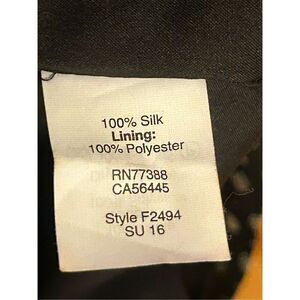 100% Silk
Lining:
100% Polyester
RN77388
CA56445
Style F2494
SU 16